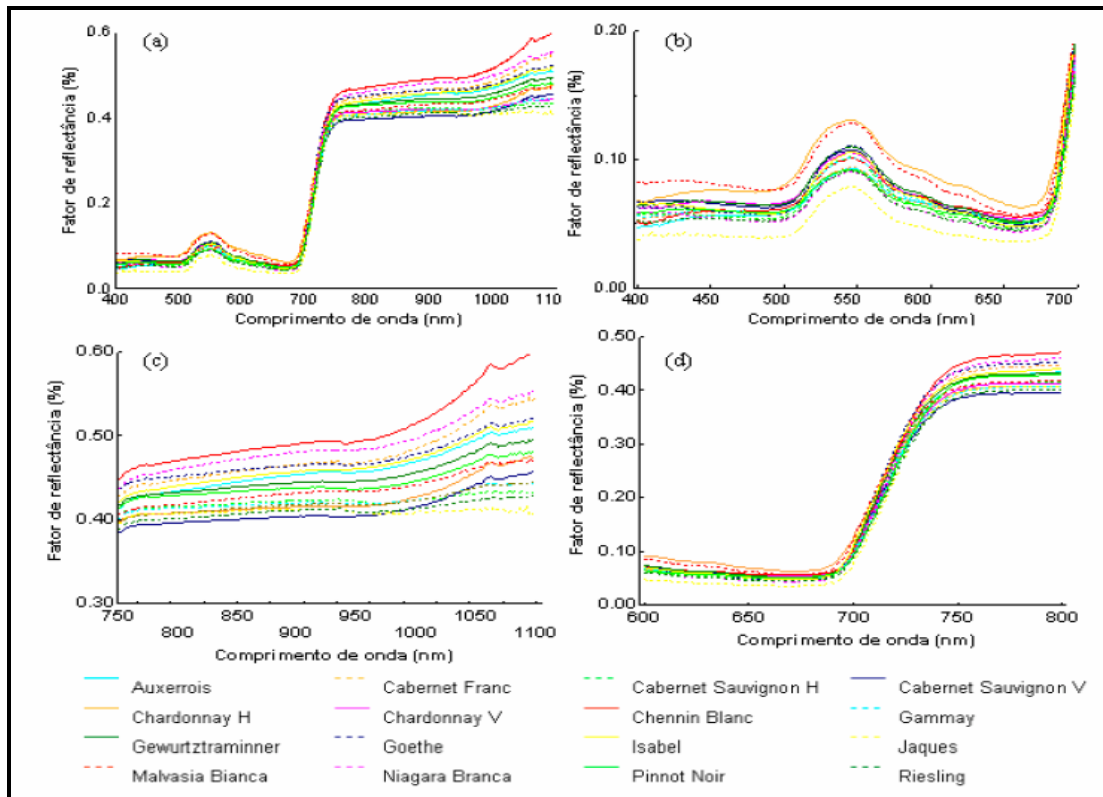 (a)
Fator de reflectância (%)
0.6
0.4
0.2
0.0
400 500 600 700 800 900 1000 110
Comprimento de onda (nm)
(b)
Fator de reflectância (%)
0.20
0.10
0.00
400 450 500 550 600 650 700
Comprimento de onda (nm)
(c)
Fator de reflectância (%)
0.60
0.50
0.40
0.30
750 850 900 950 1050
800 900 1000 1100
Comprimento de onda (nm)
(d)
Fator de reflectância (%)
0.50
0.40
0.30
0.20
0.10
0.00
600 650 700 750 800
Comprimento de onda (nm)
Auxerrois Cabernet Franc Cabernet Sauvignon H Cabernet Sauvignon V
Chardonnay H Chardonnay V Chennin Blanc Gammay
Gewurtztraminner Goethe Isabel Jaques
Malvasia Bianca Niagara Branca Pinnot Noir Riesling